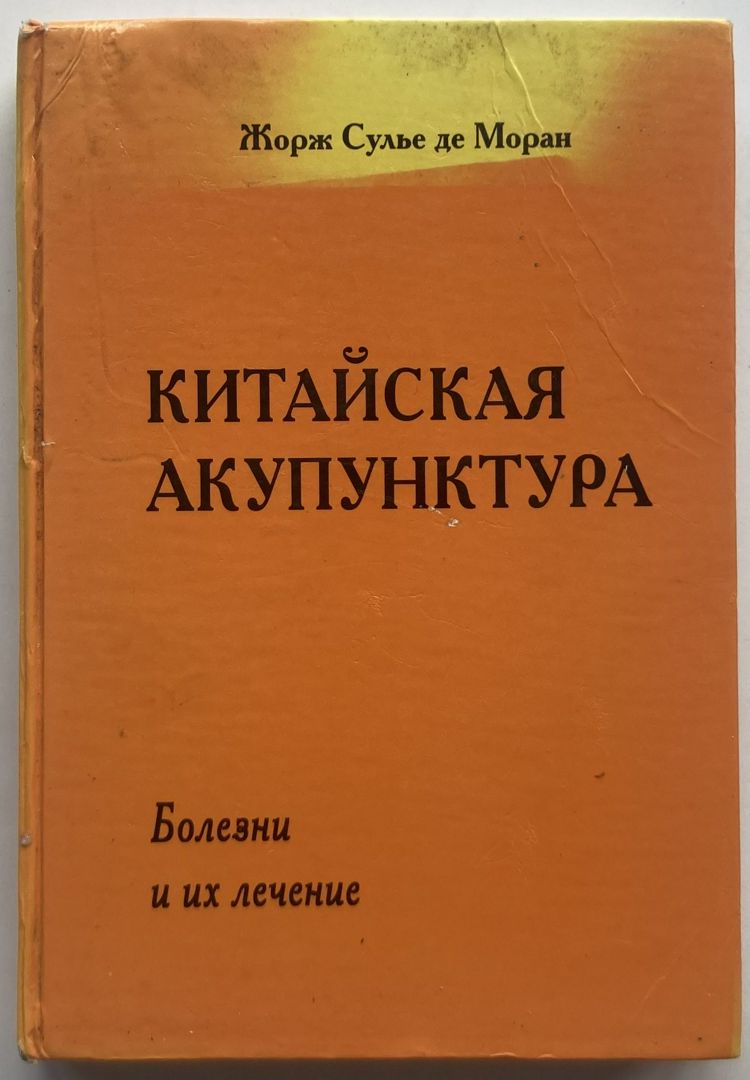 Жорж Сулье де Моран
КИТАЙСКАЯ
АКУПУНКТУРА
Болезни
и их лечение